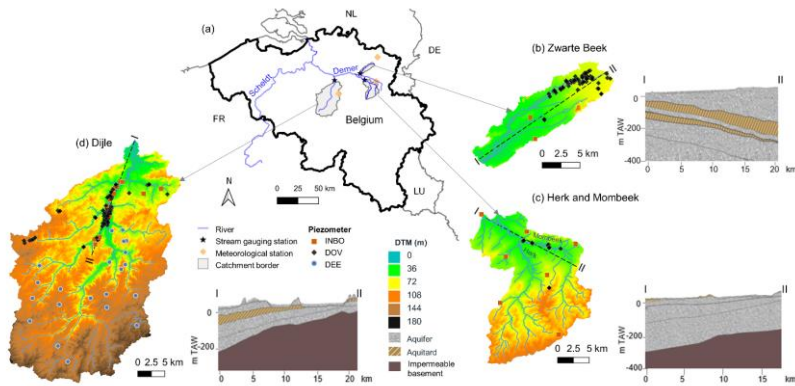 (a)
NL
DE
FR
LU
Scheldt
Demer
Belgium
N
0 25 50 km
(b) Zwarte Beek
I
II
0 2.5 5 km
I
II
0
-200
-400
m TAW
0
5
10
15
20
km
(d) Dijle
I
II
0 2.5 5 km
River
Stream gauging station
Meteorological station
Catchment border
Piezometer
INBO
DOV
DEE
DTM (m)
0
36
72
108
144
180
Aquifer
Aquitard
Impermeable
basement
I
II
0
-200
m TAW
0
5
10
15
20
km
(c) Herk and Mombeek
I
Mombeek
Herk
II
0 2.5 5 km
I
II
0
-200
-400
m TAW
0
5
10
15
km